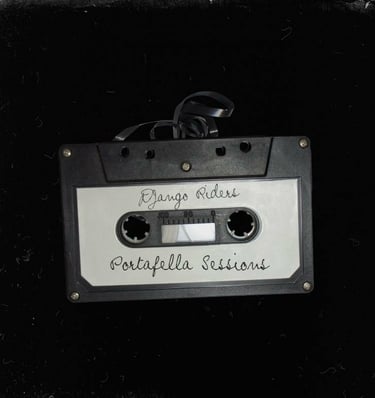 Django Riders
Portafella Sessions